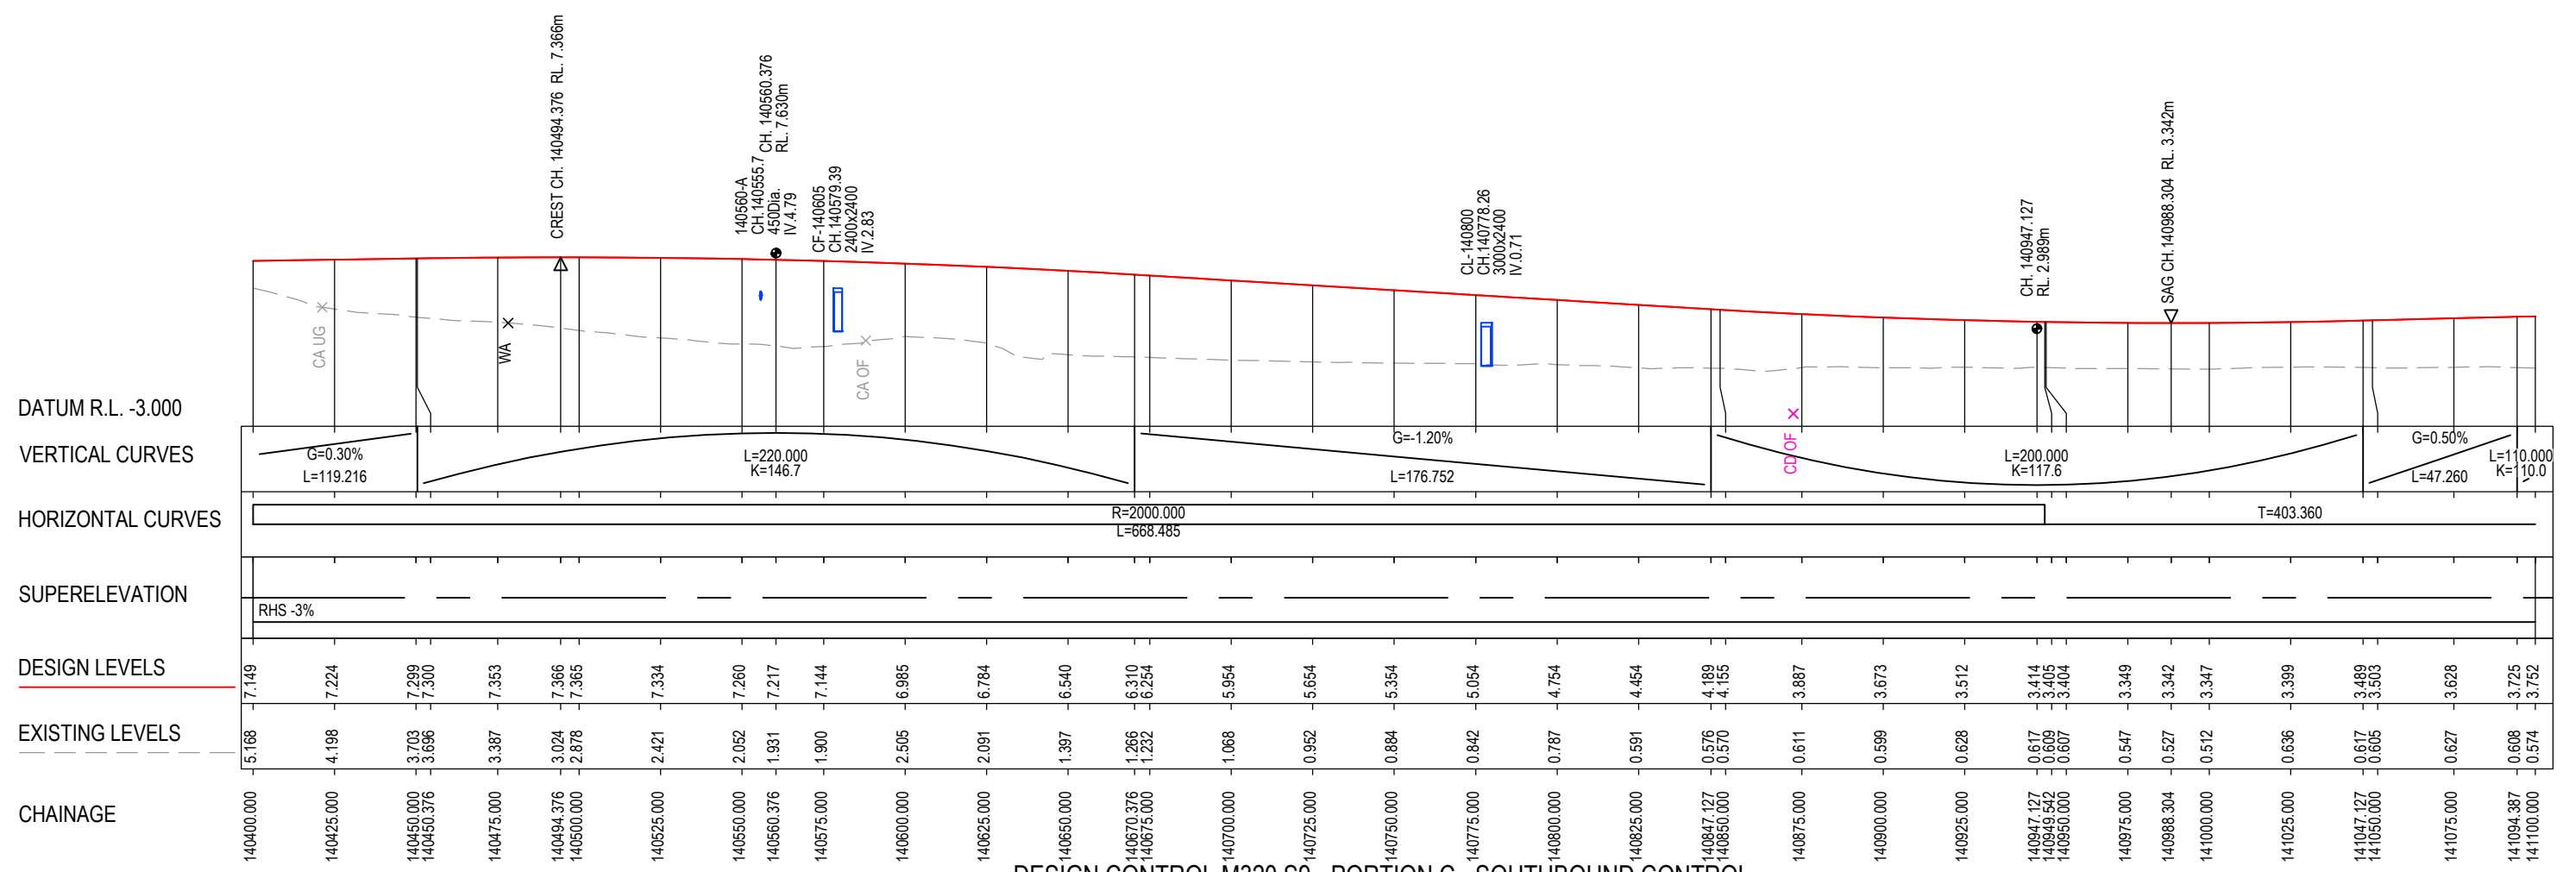 CREST CH. 140494.376 RL. 7.366m
140560-A
CH.140555.7
450Dia.
IV.4.79
CH. 140560.376
RL. 7.630m
CF-140605
CH.140579.39
2400x2400
IV.2.83
CL-140800
CH.140778.26
3000x2400
IV.0.71
CH. 140947.127
RL. 2.989m
SAG CH.140988.304 RL. 3.342m
CA UG
WA
CA OF
CD OF
DATUM R.L. -3.000
VERTICAL CURVES
G=0.30%
L=119.216
L=220.000
K=146.7
G=-1.20%
L=176.752
L=200.000
K=117.6
G=0.50%
L=47.260
L=110.000
K=110.0
HORIZONTAL CURVES
R=2000.000
L=668.485
T=403.360
SUPERELEVATION
RHS -3%
DESIGN LEVELS
7.149 7.224 7.299 7.300 7.353 7.366 7.365 7.334 7.260 7.217 7.144 6.985 6.784 6.540 6.310 6.254 5.954 5.654 5.354 5.054 4.754 4.454 4.189 4.155 3.887 3.673 3.512 3.414 3.405 3.404 3.349 3.342 3.347 3.399 3.489 3.503 3.628 3.725 3.752
EXISTING LEVELS
5.168 4.198 3.703 3.696 3.387 3.024 2.878 2.421 2.052 1.931 1.900 2.505 2.091 1.397 1.266 1.232 1.068 0.952 0.884 0.842 0.787 0.591 0.576 0.570 0.611 0.599 0.628 0.617 0.609 0.607 0.547 0.527 0.512 0.636 0.617 0.605 0.627 0.608 0.574
CHAINAGE
140400.000 140425.000 140450.000 140450.376 140475.000 140494.376 140500.000 140525.000 140550.000 140560.376 140575.000 140600.000 140625.000 140650.000 140670.376 140675.000 140700.000 140725.000 140750.000 140775.000 140800.000 140825.000 140847.127 140850.000 140875.000 140900.000 140925.000 140947.127 140949.542 140950.000 140975.000 140988.304 141000.000 141025.000 141047.127 141050.000 141075.000 141094.387 141100.000